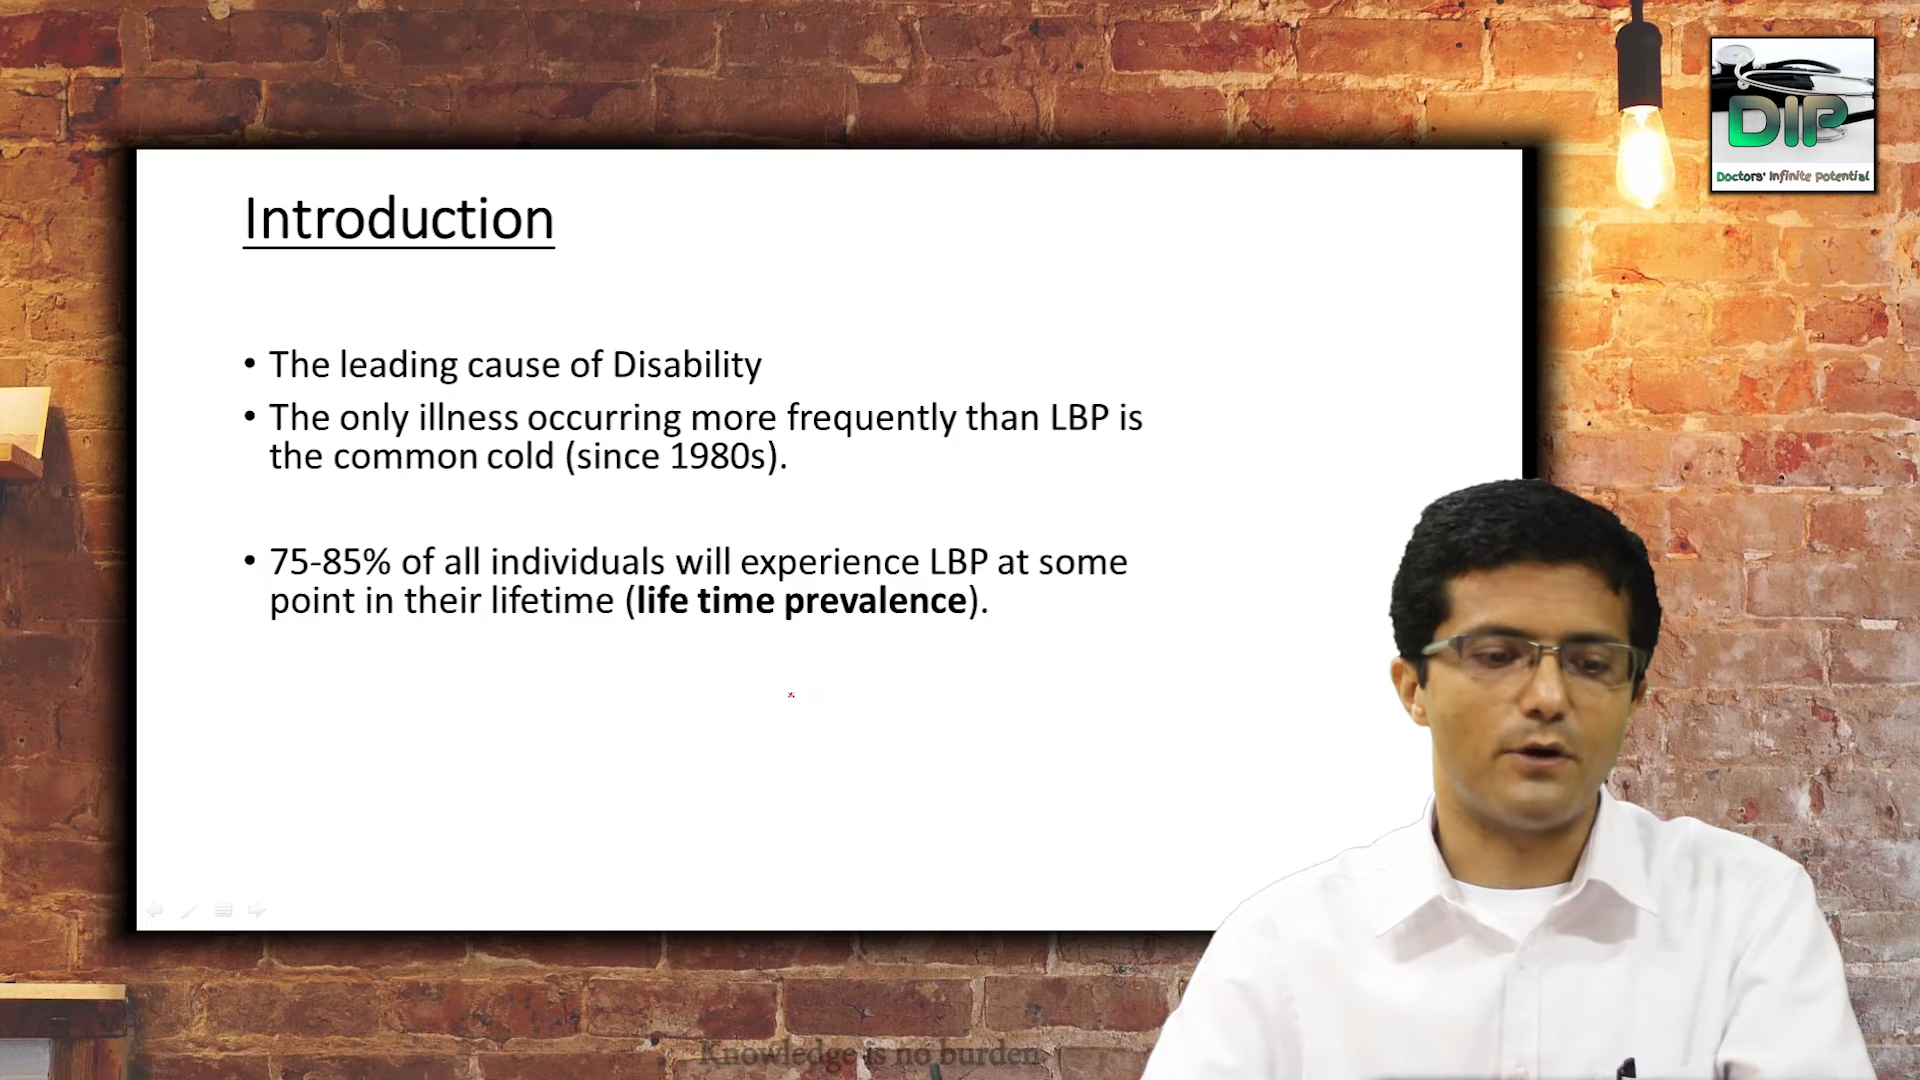 DIP
Doctors' Infinite Potential
Introduction
• The leading cause of Disability
• The only illness occurring more frequently than LBP is
the common cold (since 1980s).
• 75-85% of all individuals will experience LBP at some
point in their lifetime (life time prevalence).
Knowledge is no burden